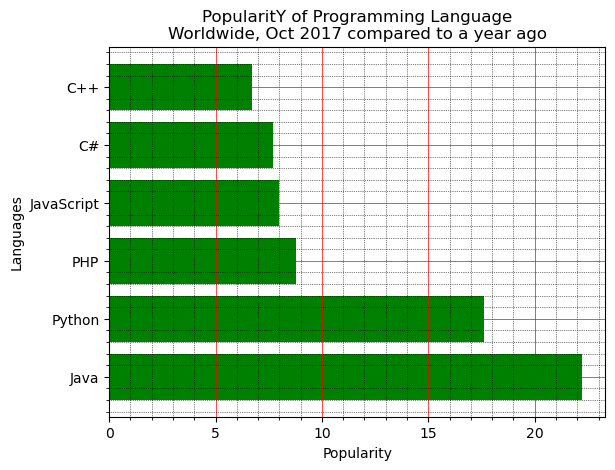 PopularitY of Programming Language
Worldwide, Oct 2017 compared to a year ago
Languages
C++
C#
JavaScript
PHP
Python
Java
0 5 10 15 20
Popularity